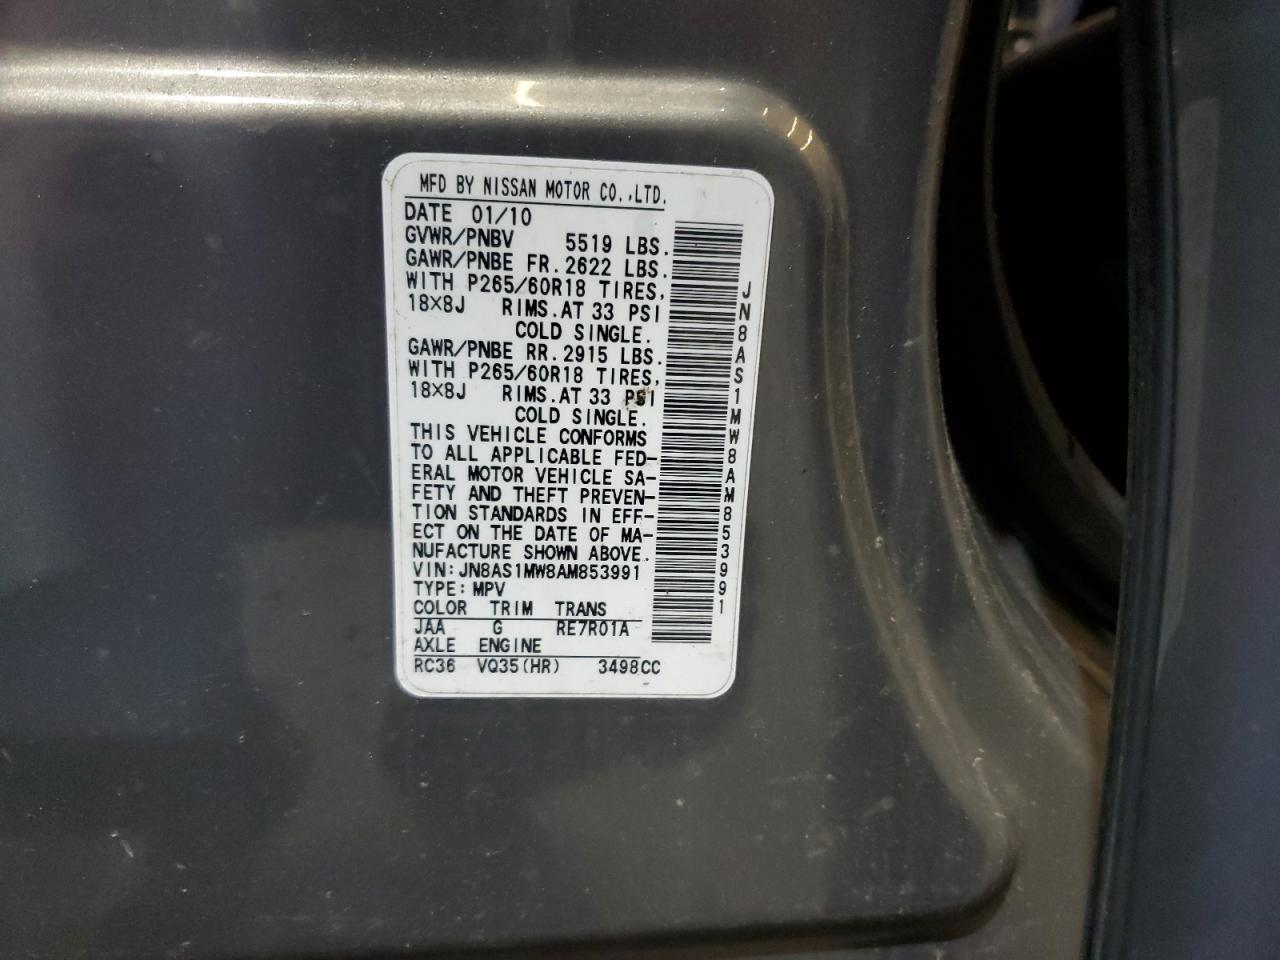 MFD BY NISSAN MOTOR CO.,LTD.
DATE 01/10
GVWR/PNBV 5519 LBS.
GAWR/PNBE FR.2622 LBS.
WITH P265/60R18 TIRES,
18×8J RIMS.AT 33 PSI
COLD SINGLE.
GAWR/PNBE RR.2915 LBS.
WITH P265/60R18 TIRES,
18×8J RIMS.AT 33 PSI
COLD SINGLE.
THIS VEHICLE CONFORMS
TO ALL APPLICABLE FED-
ERAL MOTOR VEHICLE SA-
FETY AND THEFT PREVEN-
TION STANDARDS IN EFF-
ECT ON THE DATE OF MA-
NUFACTURE SHOWN ABOVE.
VIN:JN8AS1MW8AM853991
TYPE:MPV
COLOR TRIM TRANS
JAA G RE7R01A
AXLE ENGINE
RC36 VQ35(HR) 3498CC
JN8AS1MW8AM853991